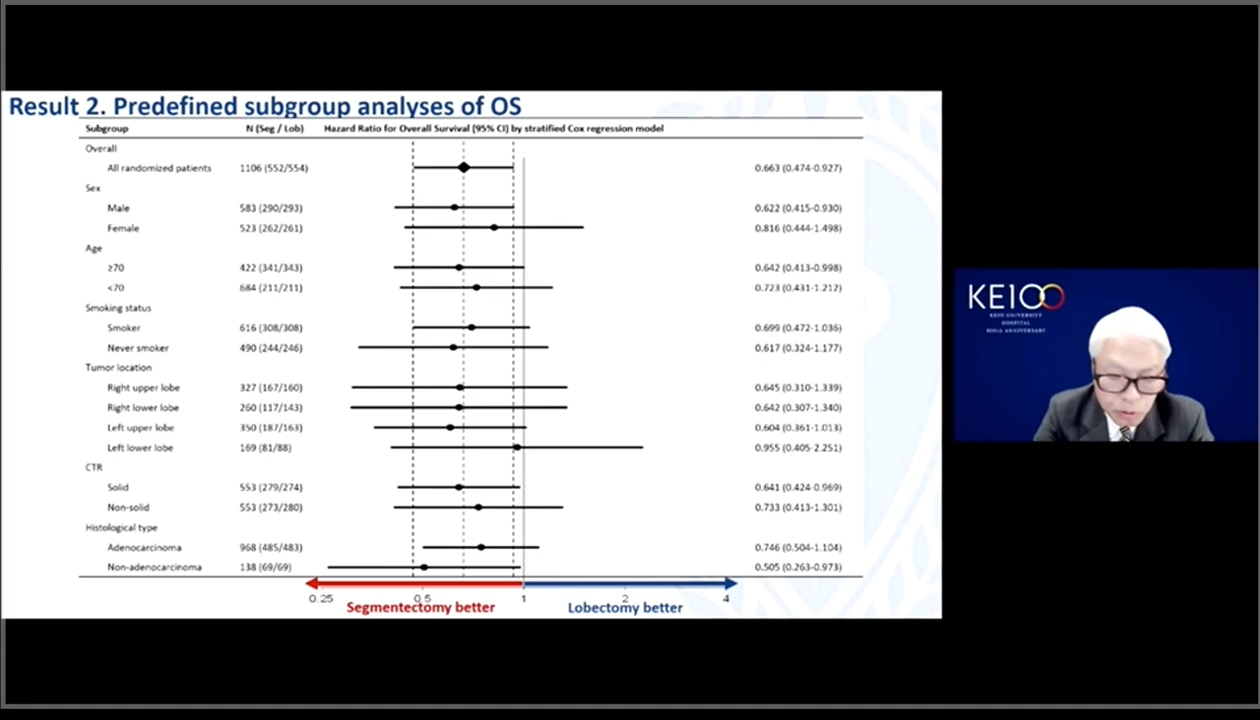 Result 2. Predefined subgroup analyses of OS
Subgroup N (Seg / Lob) Hazard Ratio for Overall Survival (95% CI) by stratified Cox regression model
Overall
All randomized patients 1106 (552/554) 0.663 (0.474-0.927)
Sex
Male 583 (290/293) 0.622 (0.415-0.930)
Female 523 (262/261) 0.816 (0.444-1.498)
Age
≥70 422 (341/343) 0.642 (0.413-0.998)
<70 684 (211/211) 0.723 (0.431-1.212)
Smoking status
Smoker 616 (308/308) 0.699 (0.472-1.036)
Never smoker 490 (244/246) 0.617 (0.324-1.177)
Tumor location
Right upper lobe 327 (167/160) 0.645 (0.310-1.339)
Right lower lobe 260 (117/143) 0.642 (0.307-1.340)
Left upper lobe 350 (187/163) 0.604 (0.361-1.013)
Left lower lobe 169 (81/88) 0.955 (0.405-2.251)
CTR
Solid 553 (279/274) 0.641 (0.424-0.969)
Non-solid 553 (273/280) 0.733 (0.413-1.301)
Histological type
Adenocarcinoma 968 (485/483) 0.746 (0.504-1.104)
Non-adenocarcinoma 138 (69/69) 0.505 (0.263-0.973)
0.25 0.5 1 2 4
Segmentectomy better Lobectomy better
KEIO
KEIO UNIVERSITY
HOSPITAL
100th ANNIVERSARY